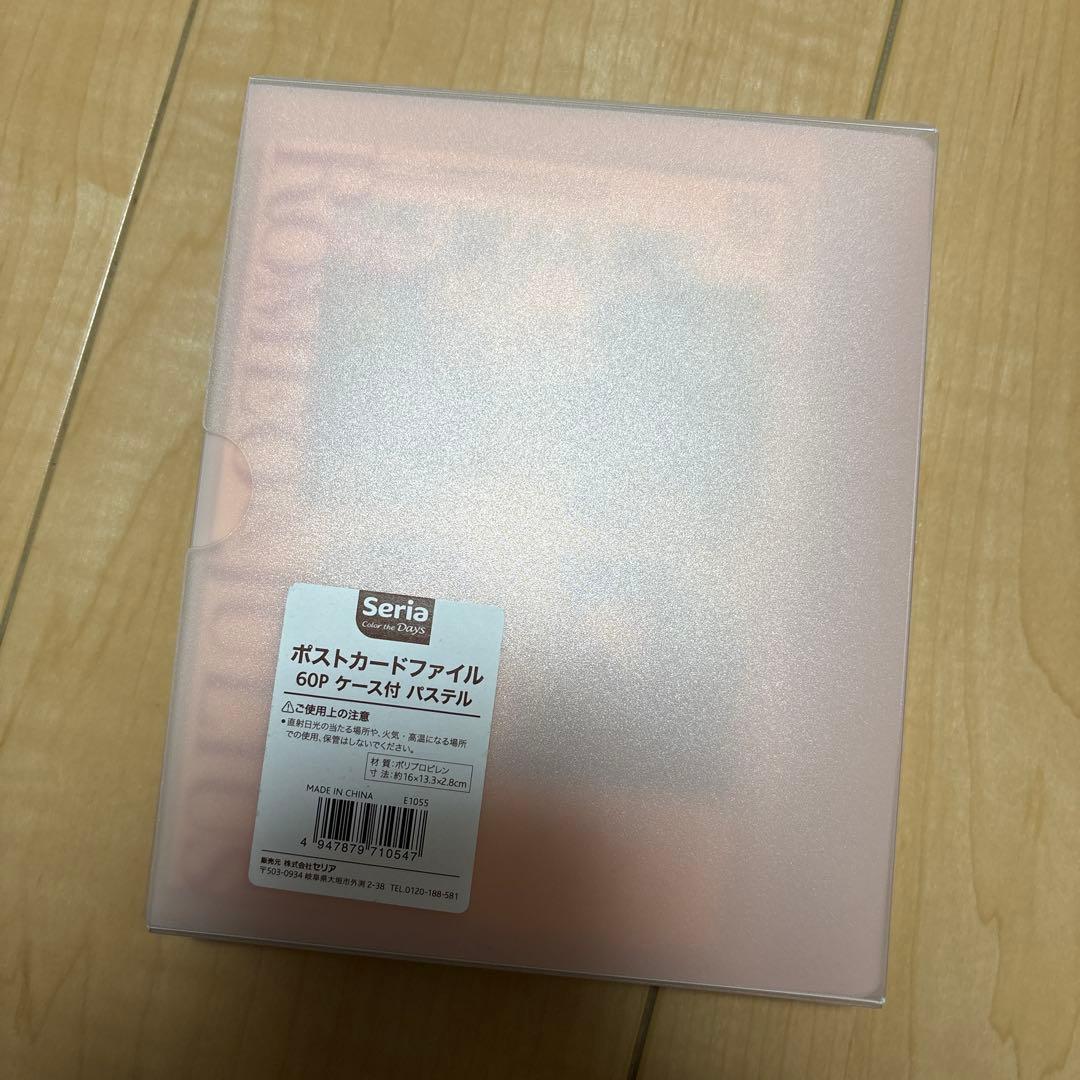 Seria
Color the Days
ポストカードファイル
60P ケース付 パステル
⚠ご使用上の注意
●直射日光の当たる場所や、火気・高温になる場所
での使用、保管はしないでください。
材 質:ポリプロピレン
寸 法:約16×13.3×2.8cm
MADE IN CHINA E1055
4 947879 710547
販売元 株式会社セリア
〒503-0934 岐阜県大垣市外渕 2-38 TEL.0120-188-581